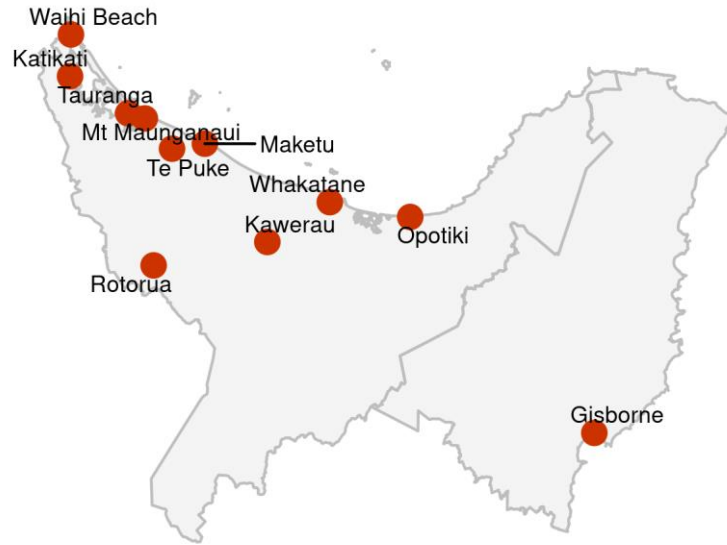 Waihi Beach
Katikati
Tauranga
Mt Maunganaui
Maketu
Te Puke
Whakatane
Kawerau
Opotiki
Rotorua
Gisborne